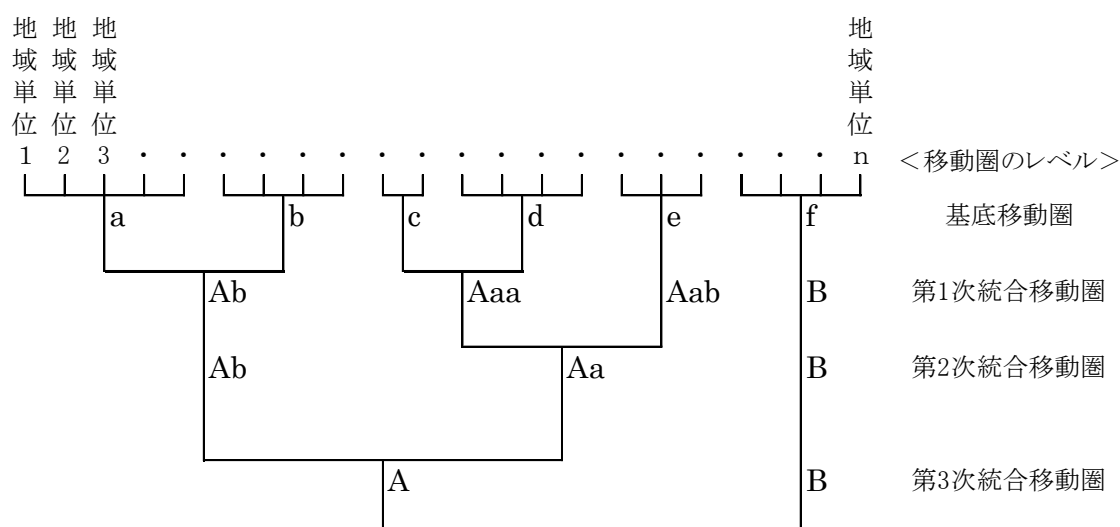 地域単位1 地域単位2 地域単位3 ・ ・ ・ ・ ・ ・ ・ ・ ・ ・ ・ ・ ・ ・ ・ ・ ・ ・ 地域単位n <移動圏のレベル>
a b c d e f 基底移動圏
Ab Aaa Aab B 第1次統合移動圏
Ab Aa B 第2次統合移動圏
A B 第3次統合移動圏